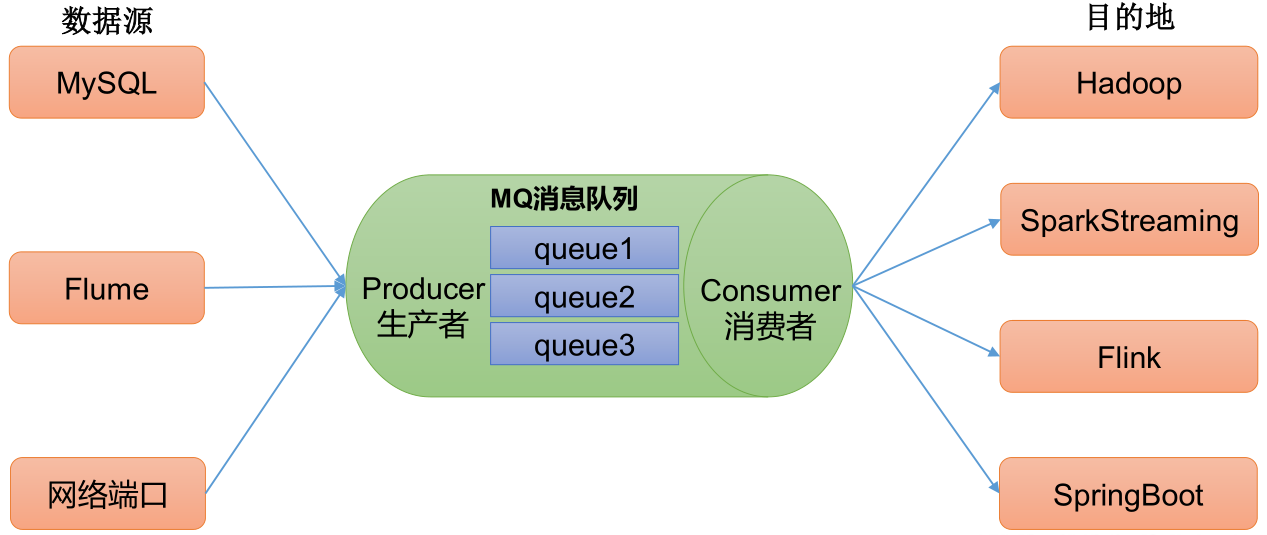 数据源
MySQL
Flume
网络端口
MQ消息队列
Producer
生产者
queue1
queue2
queue3
Consumer
消费者
目的地
Hadoop
SparkStreaming
Flink
SpringBoot